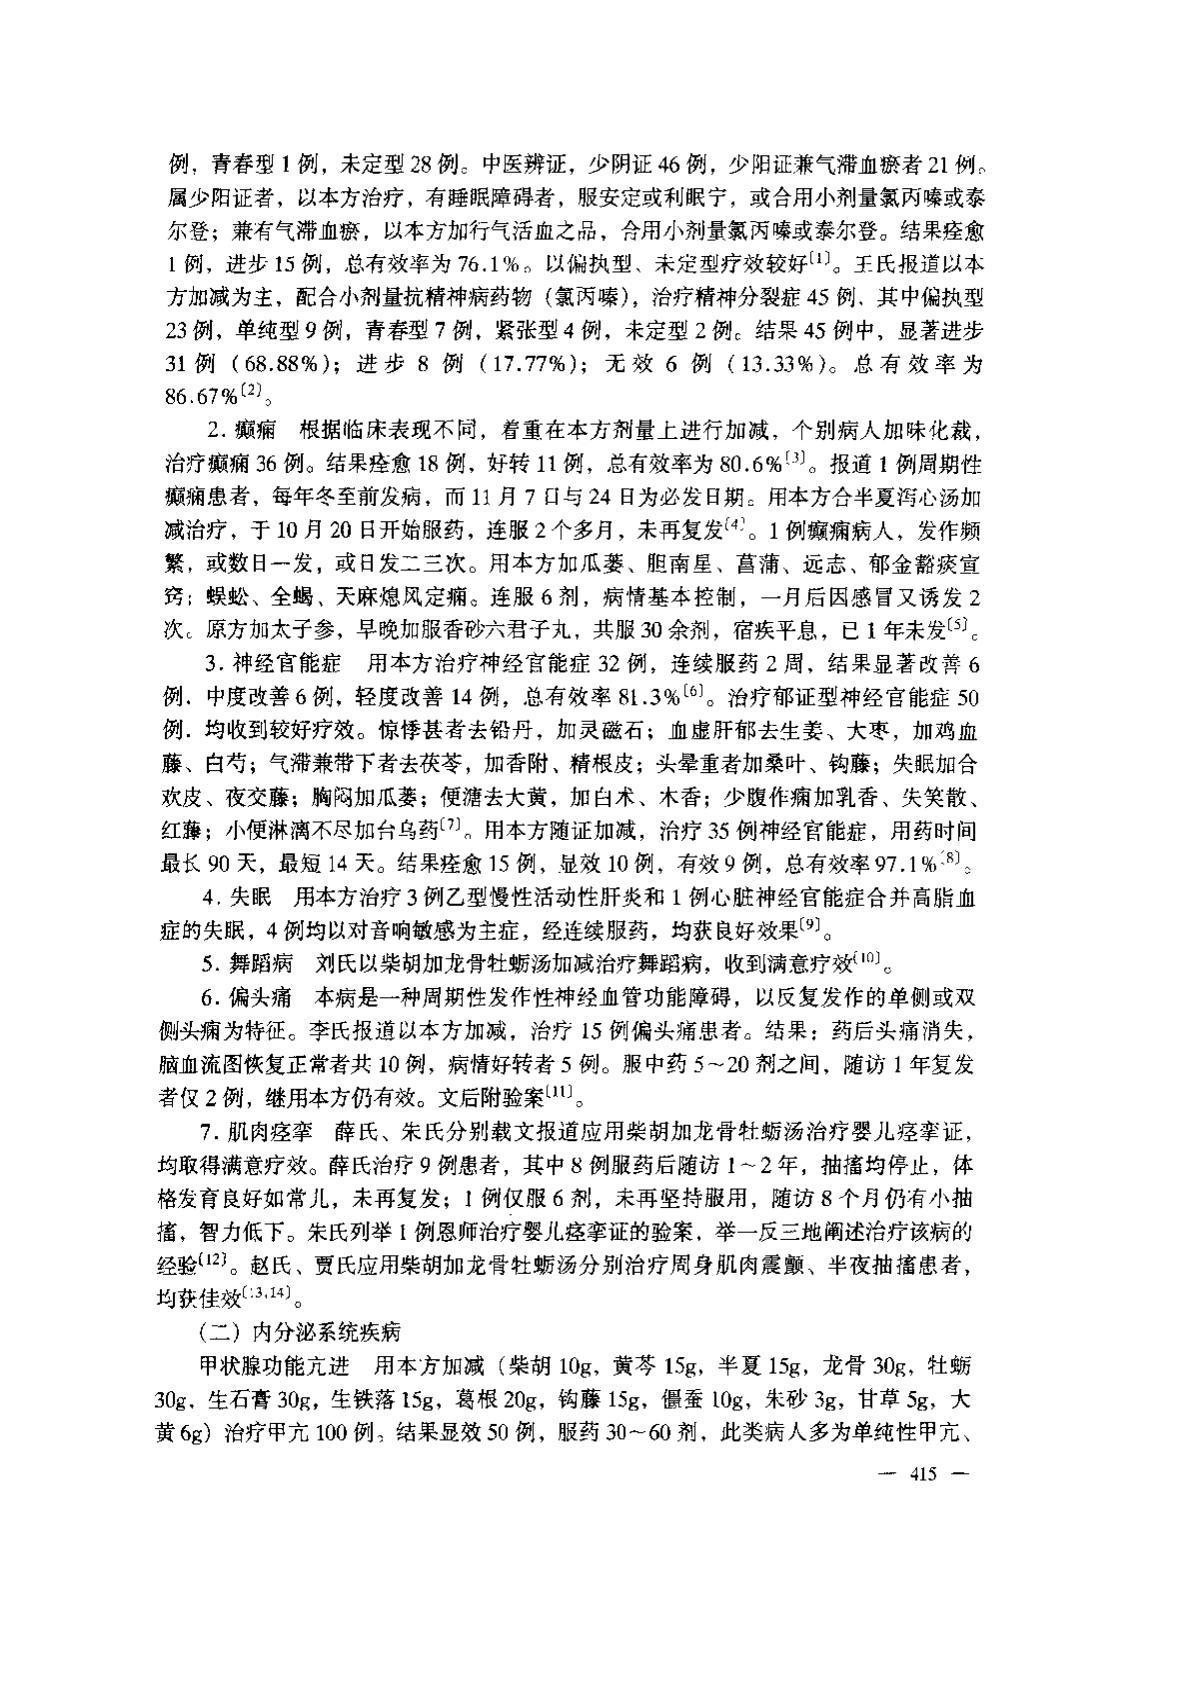 例，青春型 1 例，未定型 28 例。中医辨证，少阴证 46 例，少阳证兼气滞血瘀者 21 例。
属少阳证者，以本方治疗，有睡眠障碍者，服安定或利眠宁，或合用小剂量氯丙嗪或泰
尔登；兼有气滞血瘀，以本方加行气活血之品，合用小剂量氯丙嗪或泰尔登。结果痊愈
1 例，进步 15 例，总有效率为 76.1%。以偏执型、未定型疗效较好〔1〕。王氏报道以本
方加减为主，配合小剂量抗精神病药物（氯丙嗪），治疗精神分裂症 45 例，其中偏执型
23 例，单纯型 9 例，青春型 7 例，紧张型 4 例，未定型 2 例。结果 45 例中，显著进步
31 例（68.88%）；进步 8 例（17.77%）；无效 6 例（13.33%）。总有效率为
86.67%〔2〕。
2. 癫痫　根据临床表现不同，着重在本方剂量上进行加减，个别病人加味化裁，
治疗癫痫 36 例。结果痊愈 18 例，好转 11 例，总有效率为 80.6%〔3〕。报道 1 例周期性
癫痫患者，每年冬至前发病，而 11 月 7 日与 24 日为必发日期。用本方合半夏泻心汤加
减治疗，于 10 月 20 日开始服药，连服 2 个多月，未再复发〔4〕。1 例癫痫病人，发作频
繁，或数日一发，或日发二三次。用本方加瓜蒌、胆南星、菖蒲、远志、郁金豁痰宣
窍；蜈蚣、全蝎、天麻熄风定痫。连服 6 剂，病情基本控制，一月后因感冒又诱发 2
次。原方加太子参，早晚加服香砂六君子丸，共服 30 余剂，宿疾平息，已 1 年未发〔5〕。
3. 神经官能症　用本方治疗神经官能症 32 例，连续服药 2 周，结果显著改善 6
例，中度改善 6 例，轻度改善 14 例，总有效率 81.3%〔6〕。治疗郁证型神经官能症 50
例，均收到较好疗效。惊悸甚者去铅丹，加灵磁石；血虚肝郁去生姜、大枣，加鸡血
藤、白芍；气滞兼带下者去茯苓，加香附、精根皮；头晕重者加桑叶、钩藤；失眠加合
欢皮、夜交藤；胸闷加瓜蒌；便溏去大黄，加白术、木香；少腹作痛加乳香、失笑散、
红藤；小便淋漓不尽加台乌药〔7〕。用本方随证加减，治疗 35 例神经官能症，用药时间
最长 90 天，最短 14 天。结果痊愈 15 例，显效 10 例，有效 9 例，总有效率 97.1%〔8〕。
4. 失眠　用本方治疗 3 例乙型慢性活动性肝炎和 1 例心脏神经官能症合并高脂血
症的失眠，4 例均以对音响敏感为主症，经连续服药，均获良好效果〔9〕。
5. 舞蹈病　刘氏以柴胡加龙骨牡蛎汤加减治疗舞蹈病，收到满意疗效〔10〕。
6. 偏头痛　本病是一种周期性发作性神经血管功能障碍，以反复发作的单侧或双
侧头痛为特征。李氏报道以本方加减，治疗 15 例偏头痛患者。结果：药后头痛消失，
脑血流图恢复正常者共 10 例，病情好转者 5 例。服中药 5～20 剂之间，随访 1 年复发
者仅 2 例，继用本方仍有效。文后附验案〔11〕。
7. 肌肉痉挛　薛氏、朱氏分别载文报道应用柴胡加龙骨牡蛎汤治疗婴儿痉挛证，
均取得满意疗效。薛氏治疗 9 例患者，其中 8 例服药后随访 1～2 年，抽搐均停止，体
格发育良好如常儿，未再复发；1 例仅服 6 剂，未再坚持服用，随访 8 个月仍有小抽
搐，智力低下。朱氏列举 1 例恩师治疗婴儿痉挛证的验案，举一反三地阐述治疗该病的
经验〔12〕。赵氏、贾氏应用柴胡加龙骨牡蛎汤分别治疗周身肌肉震颤、半夜抽搐患者，
均获佳效〔13,14〕。
（二）内分泌系统疾病
甲状腺功能亢进　用本方加减（柴胡 10g，黄芩 15g，半夏 15g，龙骨 30g，牡蛎
30g，生石膏 30g，生铁落 15g，葛根 20g，钩藤 15g，僵蚕 10g，朱砂 3g，甘草 5g，大
黄 6g）治疗甲亢 100 例。结果显效 50 例，服药 30～60 剂，此类病人多为单纯性甲亢、
— 415 —